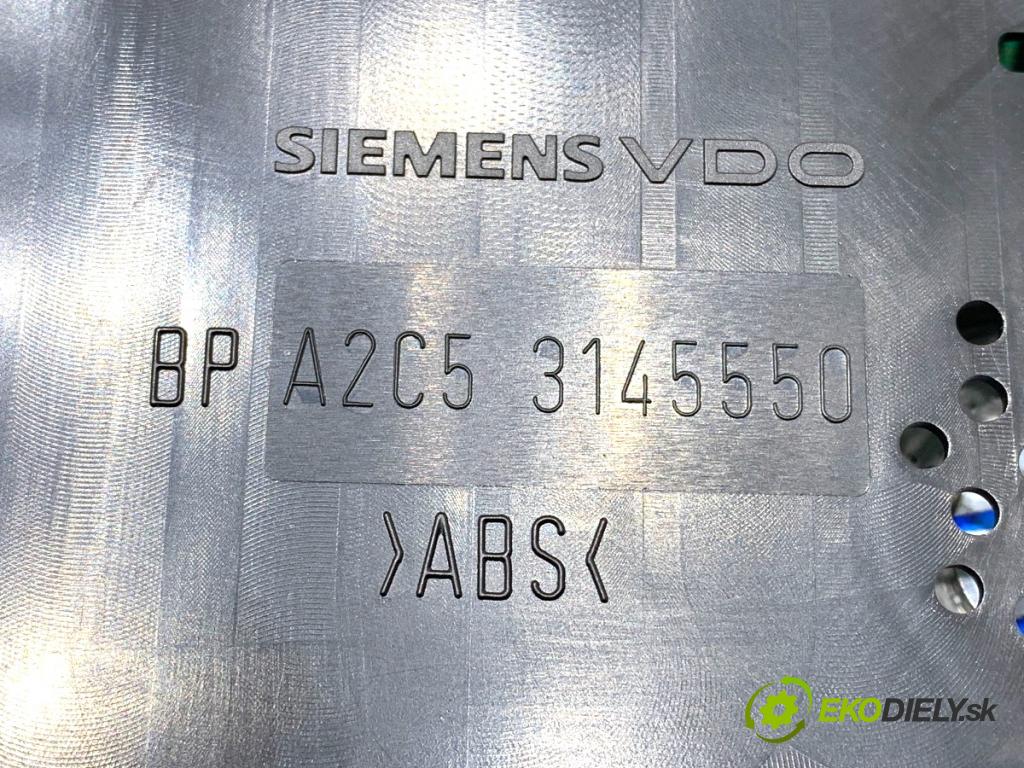 SIEMENS VDO
BP A2C5 3145550
>ABS<
EKODIELY.sk